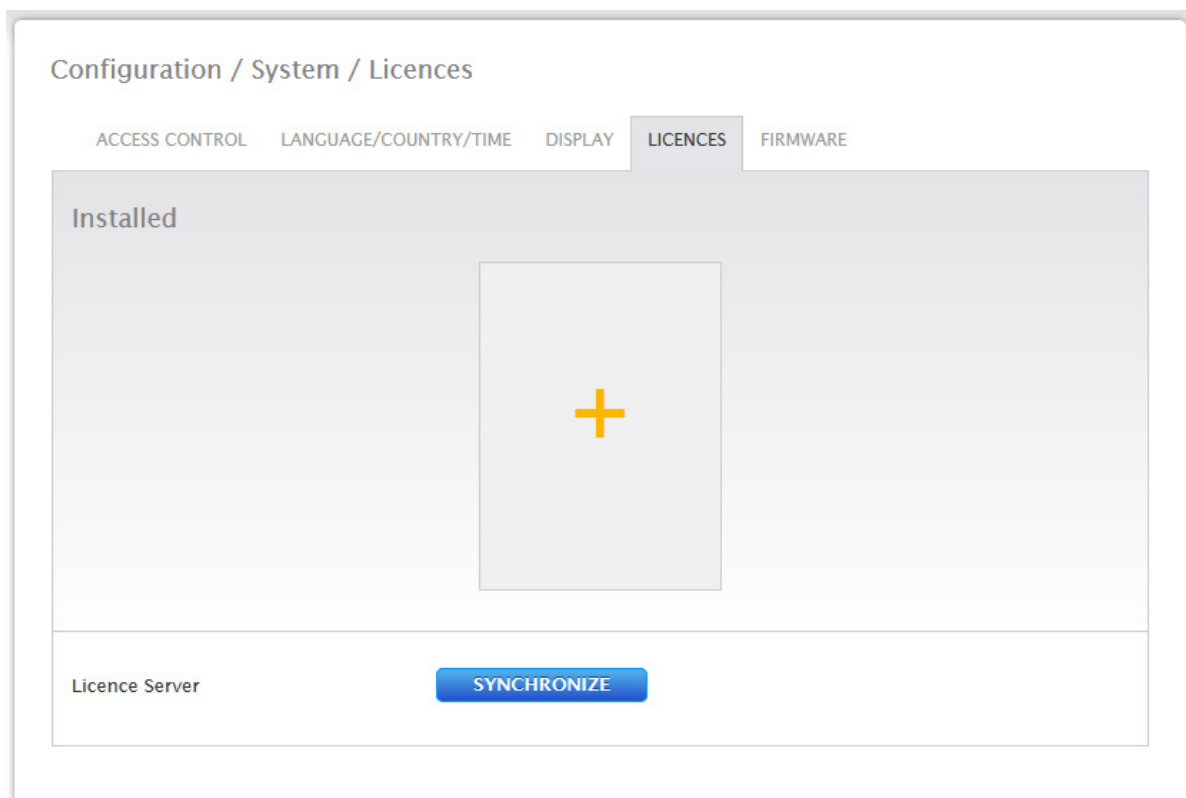 Configuration / System / Licences
ACCESS CONTROL LANGUAGE/COUNTRY/TIME DISPLAY LICENCES FIRMWARE
Installed
+
Licence Server SYNCHRONIZE